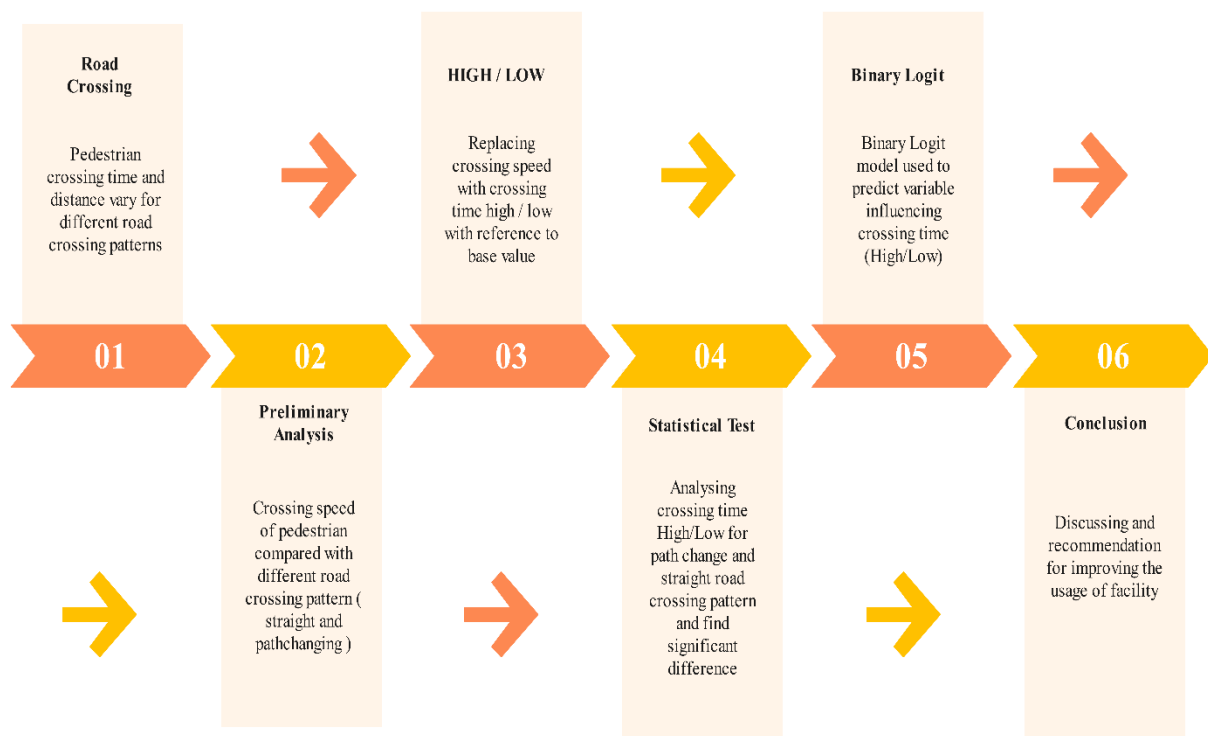 Road
Crossing
Pedestrian
crossing time and
distance vary for
different road
crossing patterns
HIGH / LOW
Replacing
crossing speed
with crossing
time high / low
with reference to
base value
Binary Logit
Binary Logit
model used to
predict variable
influencing
crossing time
(High/Low)
01
02
03
04
05
06
Preliminary
Analysis
Crossing speed
of pedestrian
compared with
different road
crossing pattern (
straight and
pathchanging )
Statistical Test
Analysing
crossing time
High/Low for
path change and
straight road
crossing pattern
and find
significant
difference
Conclusion
Discussing and
recommendation
for improving the
usage of facility